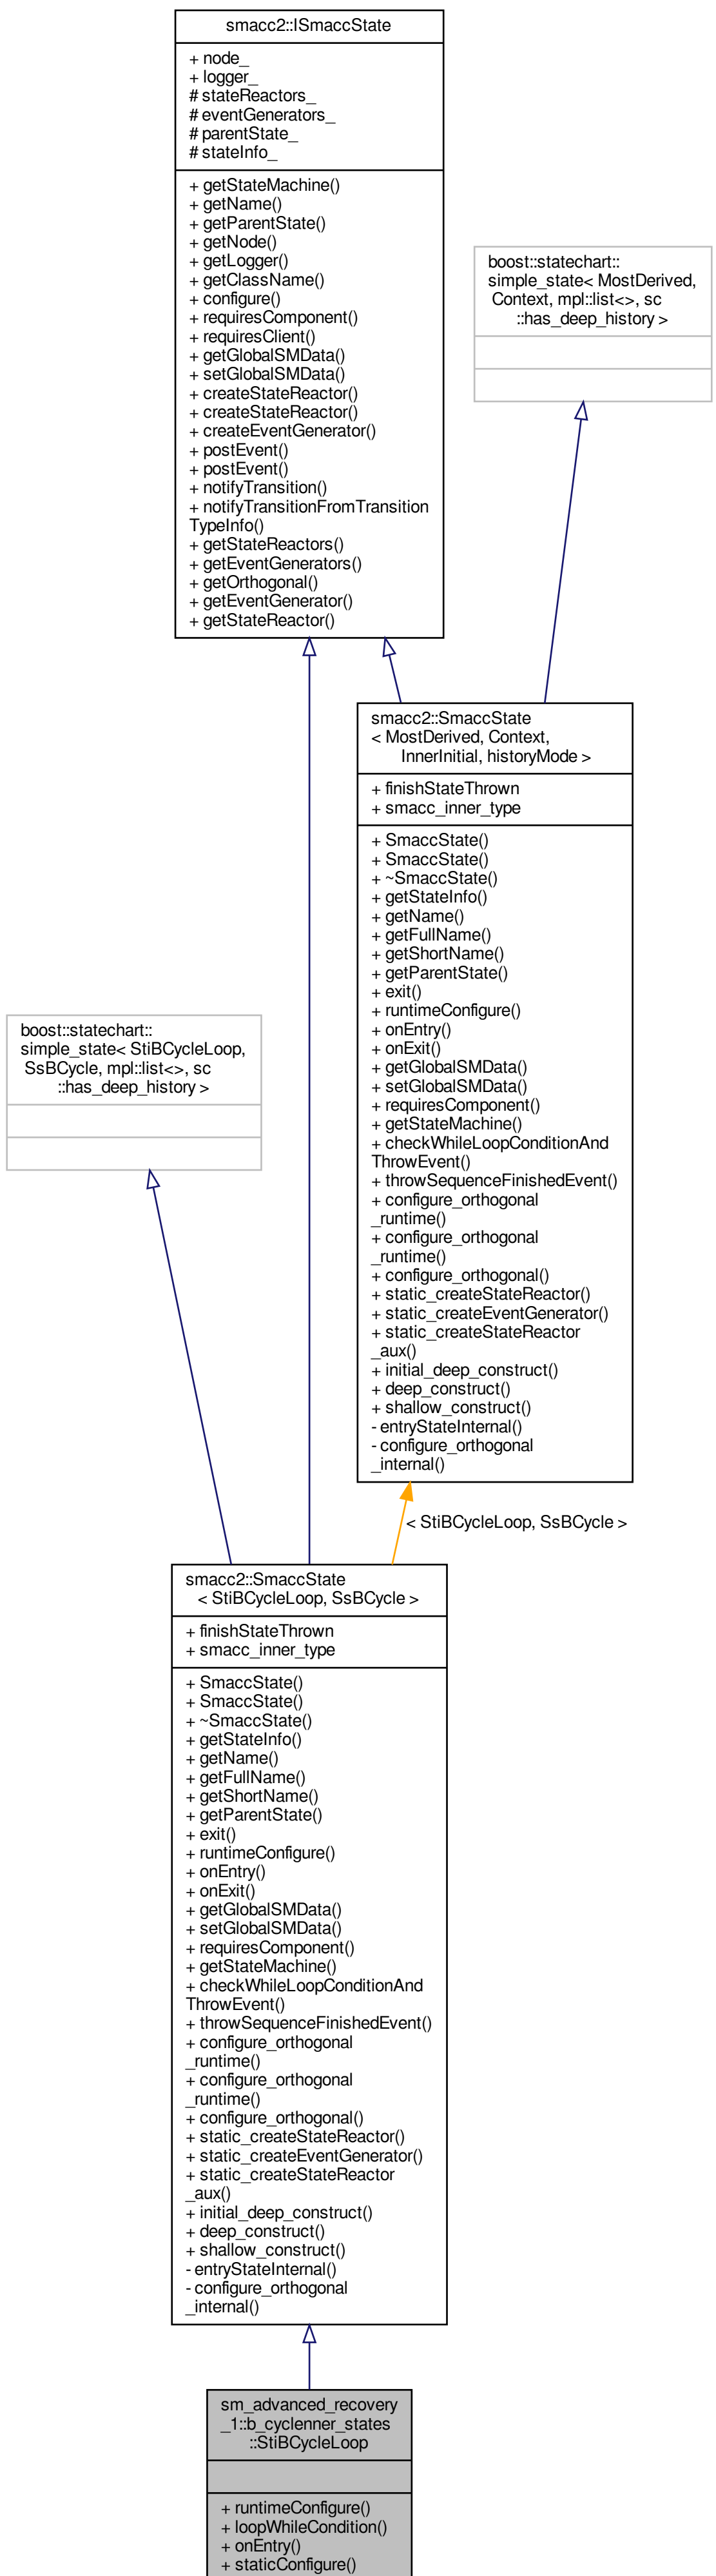 smacc2::ISmaccState
+ node_
+ logger_
# stateReactors_
# eventGenerators_
# parentState_
# stateInfo_
+ getStateMachine()
+ getName()
+ getParentState()
+ getNode()
+ getLogger()
+ getClassName()
+ configure()
+ requiresComponent()
+ requiresClient()
+ getGlobalSMData()
+ setGlobalSMData()
+ createStateReactor()
+ createStateReactor()
+ createEventGenerator()
+ postEvent()
+ postEvent()
+ notifyTransition()
+ notifyTransitionFromTransition
TypeInfo()
+ getStateReactors()
+ getEventGenerators()
+ getOrthogonal()
+ getEventGenerator()
+ getStateReactor()
boost::statechart::
simple_state< MostDerived,
Context, mpl::list<>, sc
::has_deep_history >
smacc2::SmaccState
< MostDerived, Context,
InnerInitial, historyMode >
+ finishStateThrown
+ smacc_inner_type
+ SmaccState()
+ SmaccState()
+ ~SmaccState()
+ getStateInfo()
+ getName()
+ getFullName()
+ getShortName()
+ getParentState()
+ exit()
+ runtimeConfigure()
+ onEntry()
+ onExit()
+ getGlobalSMData()
+ setGlobalSMData()
+ requiresComponent()
+ getStateMachine()
+ checkWhileLoopConditionAnd
ThrowEvent()
+ throwSequenceFinishedEvent()
+ configure_orthogonal
_runtime()
+ configure_orthogonal
_runtime()
+ configure_orthogonal()
+ static_createStateReactor()
+ static_createEventGenerator()
+ static_createStateReactor
_aux()
+ initial_deep_construct()
+ deep_construct()
+ shallow_construct()
- entryStateInternal()
- configure_orthogonal
_internal()
boost::statechart::
simple_state< StiBCycleLoop,
SsBCycle, mpl::list<>, sc
::has_deep_history >
< StiBCycleLoop, SsBCycle >
smacc2::SmaccState
< StiBCycleLoop, SsBCycle >
+ finishStateThrown
+ smacc_inner_type
+ SmaccState()
+ SmaccState()
+ ~SmaccState()
+ getStateInfo()
+ getName()
+ getFullName()
+ getShortName()
+ getParentState()
+ exit()
+ runtimeConfigure()
+ onEntry()
+ onExit()
+ getGlobalSMData()
+ setGlobalSMData()
+ requiresComponent()
+ getStateMachine()
+ checkWhileLoopConditionAnd
ThrowEvent()
+ throwSequenceFinishedEvent()
+ configure_orthogonal
_runtime()
+ configure_orthogonal
_runtime()
+ configure_orthogonal()
+ static_createStateReactor()
+ static_createEventGenerator()
+ static_createStateReactor
_aux()
+ initial_deep_construct()
+ deep_construct()
+ shallow_construct()
- entryStateInternal()
- configure_orthogonal
_internal()
sm_advanced_recovery
_1::b_cyclenner_states
::StiBCycleLoop
+ runtimeConfigure()
+ loopWhileCondition()
+ onEntry()
+ staticConfigure()